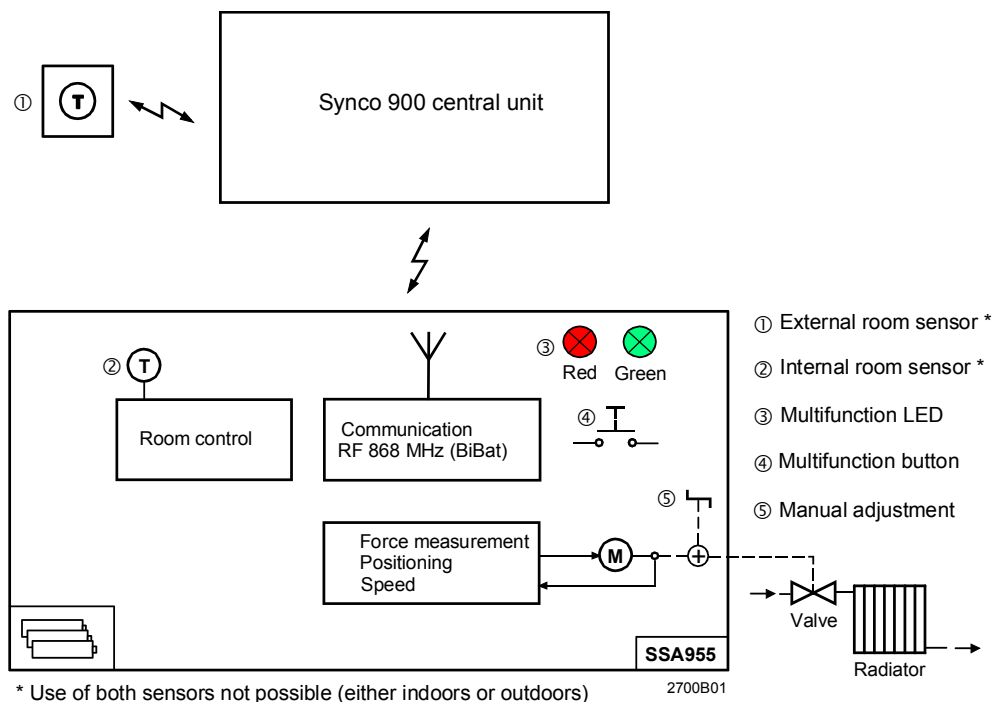 ① T
Synco 900 central unit
② T
Room control
Communication
RF 868 MHz (BiBat)
③
Red Green
④
Force measurement
Positioning
Speed
M
⑤
+
SSA955
Valve
Radiator
① External room sensor *
② Internal room sensor *
③ Multifunction LED
④ Multifunction button
⑤ Manual adjustment
* Use of both sensors not possible (either indoors or outdoors)
2700B01